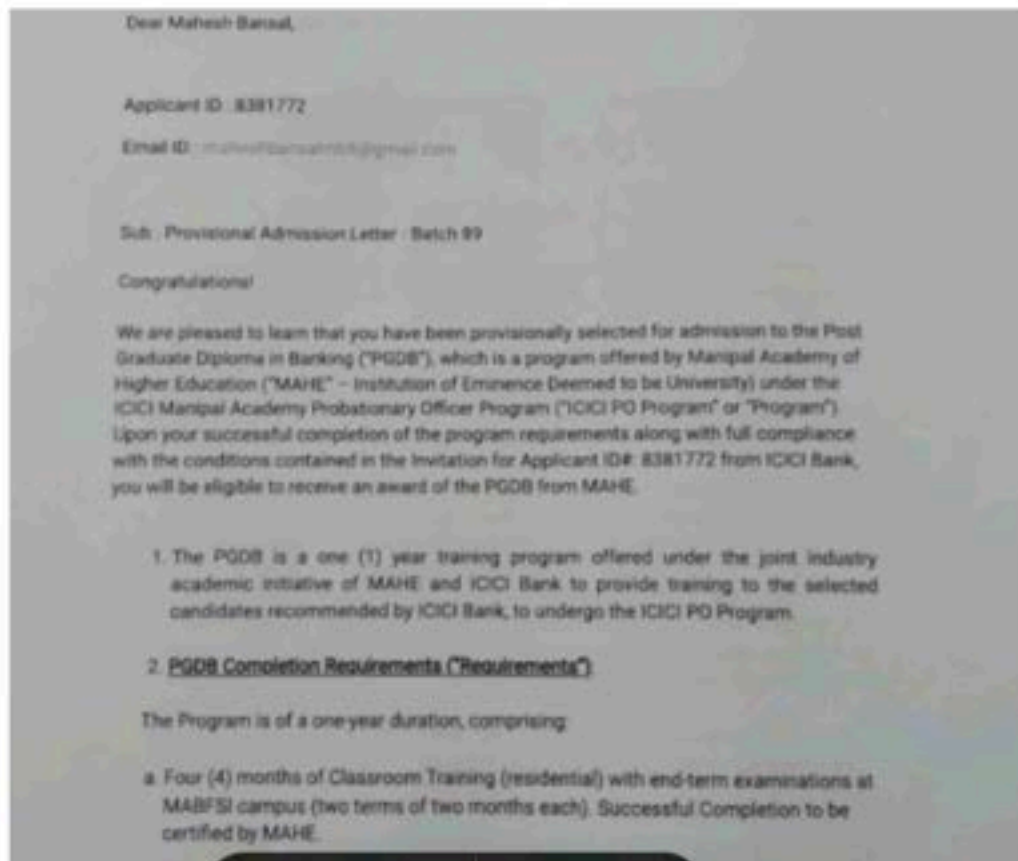 Dear Mahesh Bansal,
Applicant ID : 8381772
Email ID :
Sub : Provisional Admission Letter : Batch 89
Congratulations!
We are pleased to learn that you have been provisionally selected for admission to the Post
Graduate Diploma in Banking ("PGDB"), which is a program offered by Manipal Academy of
Higher Education ("MAHE" – Institution of Eminence Deemed to be University) under the
ICICI Manipal Academy Probationary Officer Program ("ICICI PO Program" or "Program").
Upon your successful completion of the program requirements along with full compliance
with the conditions contained in the Invitation for Applicant ID#: 8381772 from ICICI Bank,
you will be eligible to receive an award of the PGDB from MAHE.
1. The PGDB is a one (1) year training program offered under the joint industry
academic initiative of MAHE and ICICI Bank to provide training to the selected
candidates recommended by ICICI Bank, to undergo the ICICI PO Program.
2. PGDB Completion Requirements ("Requirements")
The Program is of a one-year duration, comprising:
a. Four (4) months of Classroom Training (residential) with end-term examinations at
MABFSI campus (two terms of two months each). Successful Completion to be
certified by MAHE.